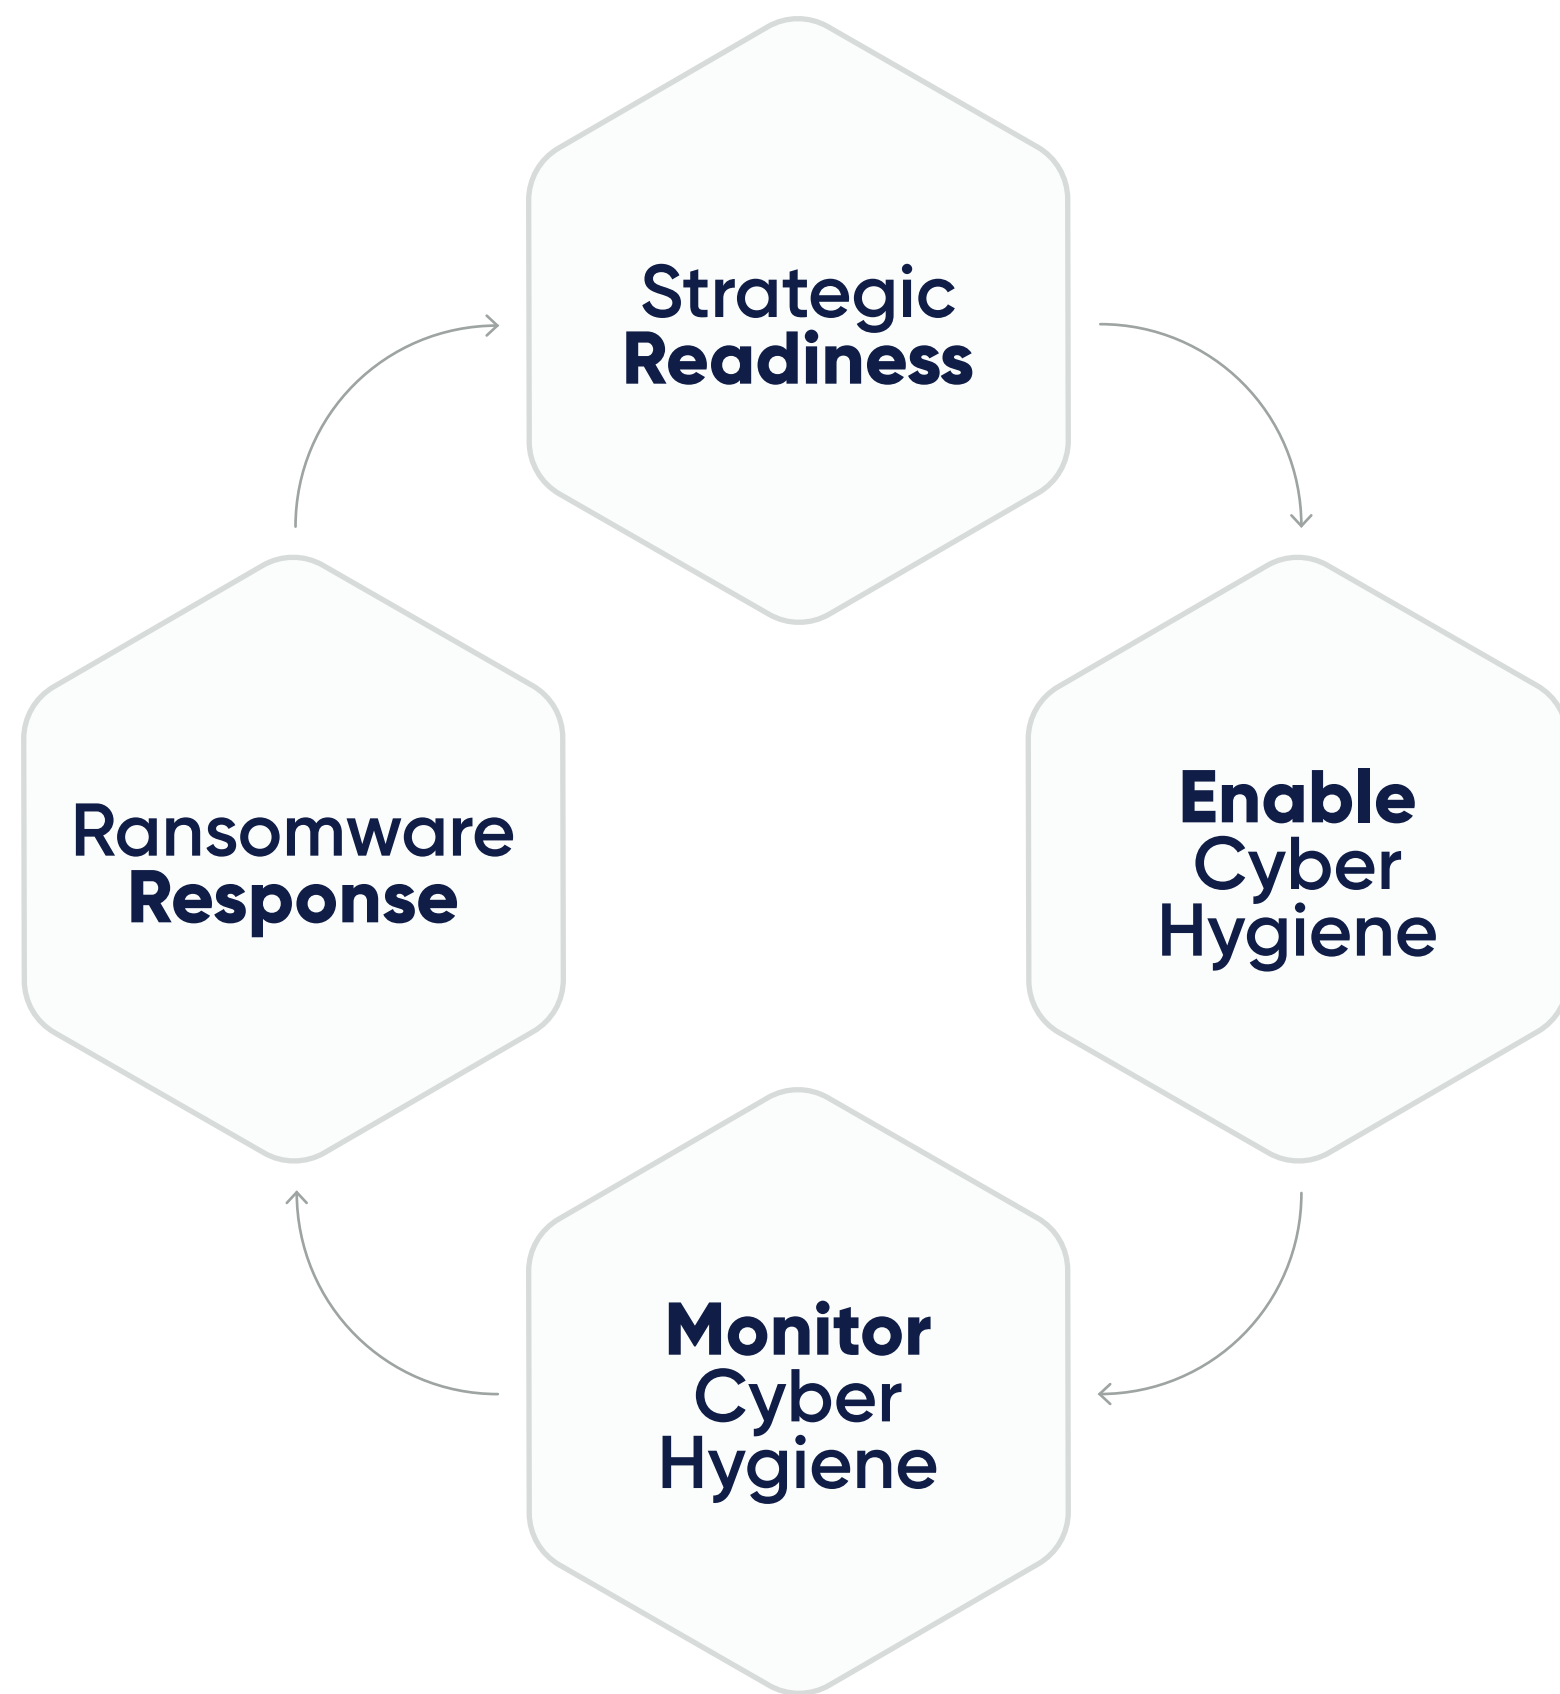 Strategic
Readiness
Enable
Cyber
Hygiene
Monitor
Cyber
Hygiene
Ransomware
Response